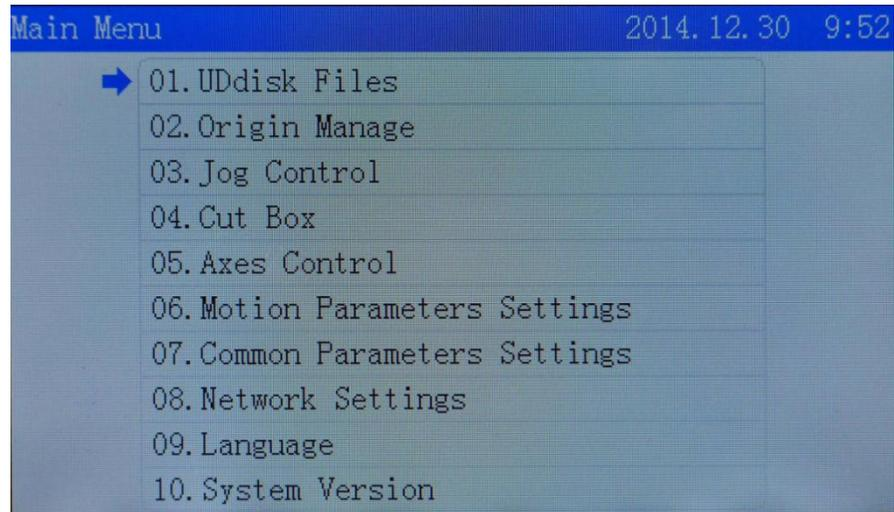 Main Menu 2014.12.30 9:52
01.UDdisk Files
02.Origin Manage
03.Jog Control
04.Cut Box
05.Axes Control
06.Motion Parameters Settings
07.Common Parameters Settings
08.Network Settings
09.Language
10.System Version